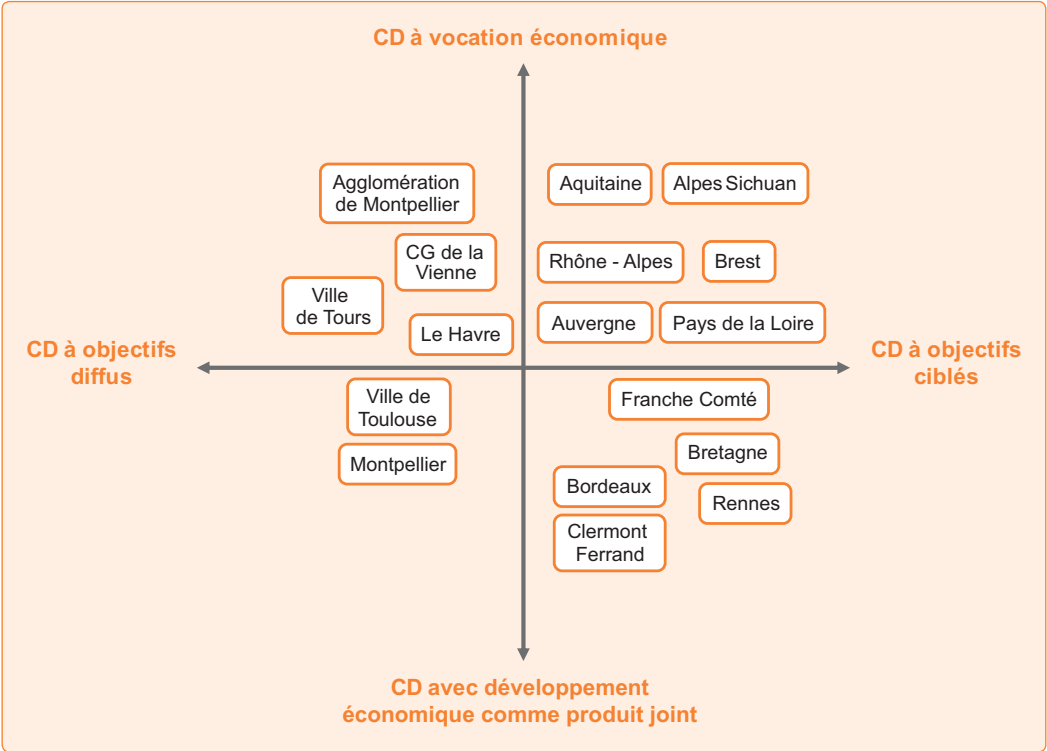 CD à vocation économique
Agglomération
de Montpellier
Aquitaine
Alpes Sichuan
CG de la
Vienne
Rhône - Alpes
Brest
Ville
de Tours
Le Havre
Auvergne
Pays de la Loire
CD à objectifs
diffus
CD à objectifs
ciblés
Ville de
Toulouse
Franche Comté
Montpellier
Bretagne
Bordeaux
Rennes
Clermont
Ferrand
CD avec développement
économique comme produit joint